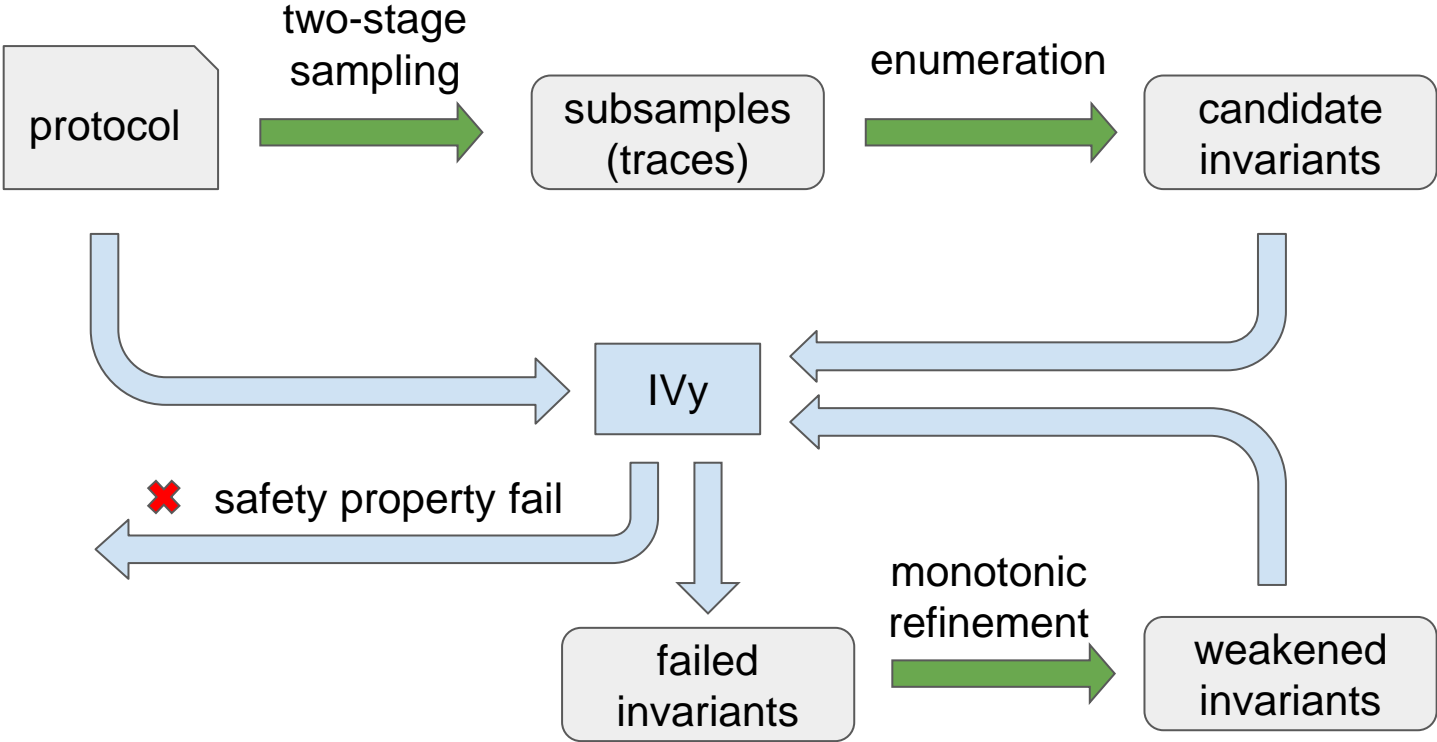 two-stage
sampling
enumeration
protocol
subsamples
(traces)
candidate
invariants
IVy
safety property fail
monotonic
refinement
failed
invariants
weakened
invariants